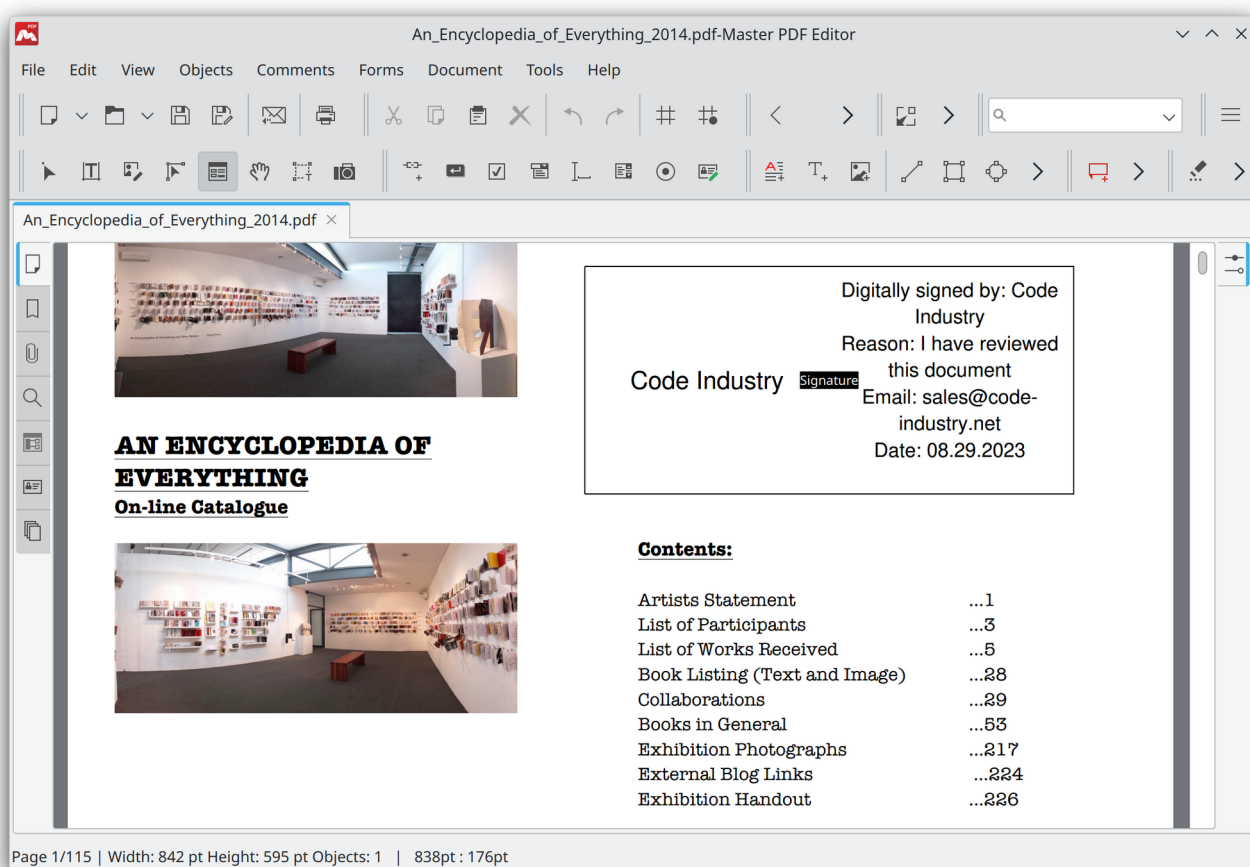 An_Encyclopedia_of_Everything_2014.pdf-Master PDF Editor
File Edit View Objects Comments Forms Document Tools Help
An_Encyclopedia_of_Everything_2014.pdf
AN ENCYCLOPEDIA OF
EVERYTHING
On-line Catalogue
Code Industry
Signature
Digitally signed by: Code
Industry
Reason: I have reviewed
this document
Email: sales@code-
industry.net
Date: 08.29.2023
Contents:
Artists Statement ...1
List of Participants ...3
List of Works Received ...5
Book Listing (Text and Image) ...28
Collaborations ...29
Books in General ...53
Exhibition Photographs ...217
External Blog Links ...224
Exhibition Handout ...226
Page 1/115 | Width: 842 pt Height: 595 pt Objects: 1 | 838pt : 176pt